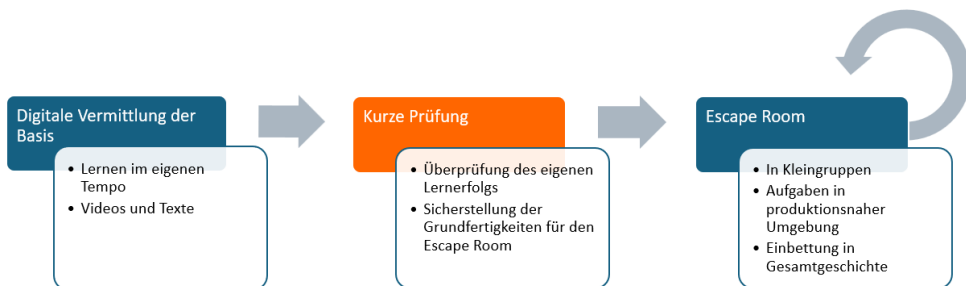 Digitale Vermittlung der
Basis
• Lernen im eigenen
Tempo
• Videos und Texte
Kurze Prüfung
• Überprüfung des eigenen
Lernerfolgs
• Sicherstellung der
Grundfertigkeiten für den
Escape Room
Escape Room
• In Kleingruppen
• Aufgaben in
produktionsnaher
Umgebung
• Einbettung in
Gesamtgeschichte